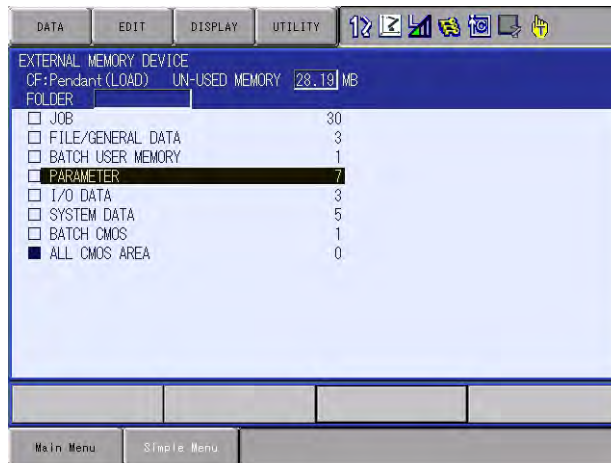 DATA EDIT DISPLAY UTILITY 12
EXTERNAL MEMORY DEVICE
CF:Pendant(LOAD) UN-USED MEMORY 28.19 MB
FOLDER
JOB 30
FILE/GENERAL DATA 3
BATCH USER MEMORY 1
PARAMETER 7
I/O DATA 3
SYSTEM DATA 5
BATCH CMOS 1
ALL CMOS AREA 0
Main Menu Simple Menu